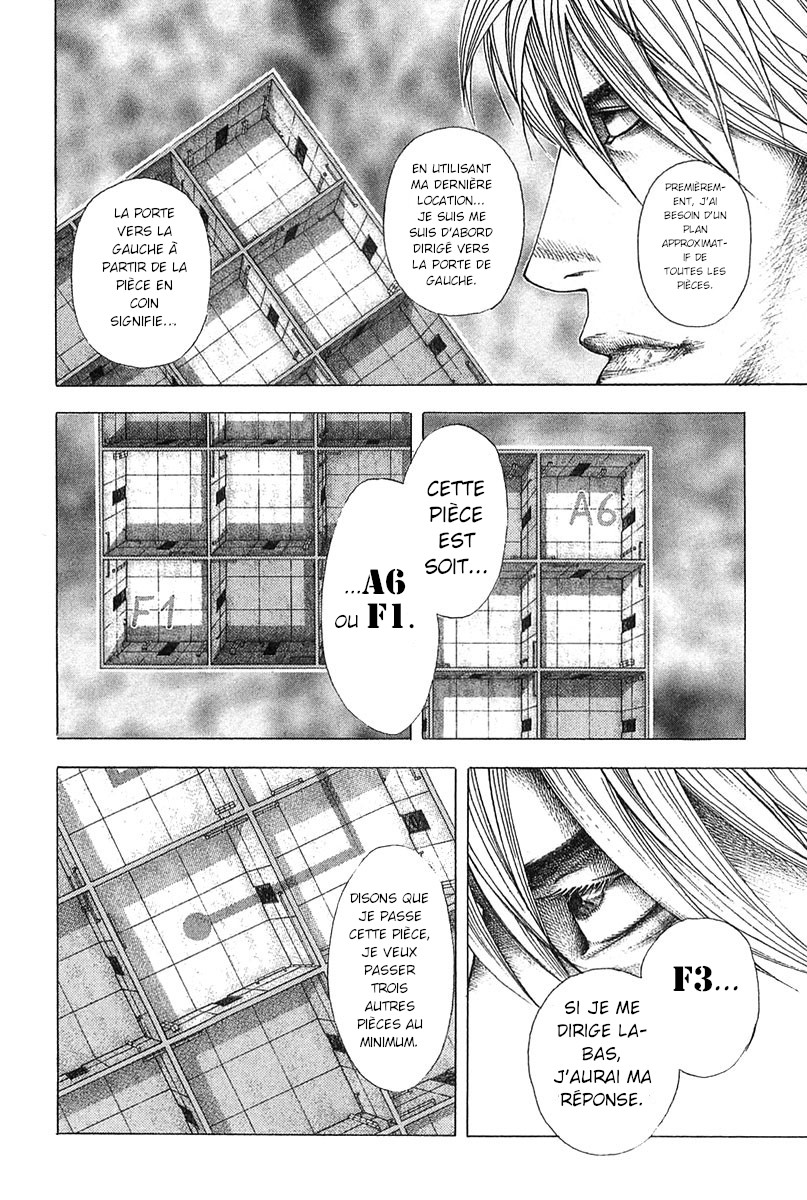 PREMIÈREM-
ENT, J'AI
BESOIN D'UN
PLAN
APPROXIMAT-
IF DE
TOUTES LES
PIÈCES.
EN UTILISANT
MA DERNIÈRE
LOCATION...
JE SUIS ME
SUIS D'ABORD
DIRIGÉ VERS
LA PORTE DE
GAUCHE.
LA PORTE
VERS LA
GAUCHE À
PARTIR DE LA
PIÈCE EN
COIN
SIGNIFIE...
A6
CETTE
PIÈCE
EST
SOIT...
...A6
OU F1.
F1
F3...
SI JE ME
DIRIGE LA-
BAS,
J'AURAI MA
RÉPONSE.
DISONS QUE
JE PASSE
CETTE PIÈCE,
JE VEUX
PASSER
TROIS
AUTRES
PIÈCES AU
MINIMUM.